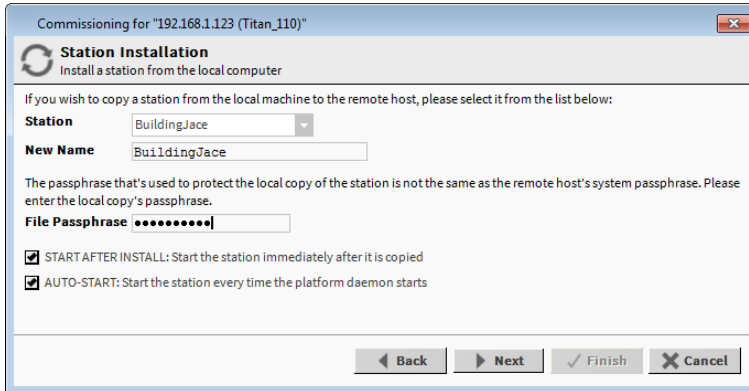 Commissioning for "192.168.1.123 (Titan_110)"
Station Installation
Install a station from the local computer
If you wish to copy a station from the local machine to the remote host, please select it from the list below:
Station BuildingJace
New Name BuildingJace
The passphrase that's used to protect the local copy of the station is not the same as the remote host's system passphrase. Please
enter the local copy's passphrase.
File Passphrase ••••••••••
START AFTER INSTALL: Start the station immediately after it is copied
AUTO-START: Start the station every time the platform daemon starts
Back Next Finish Cancel